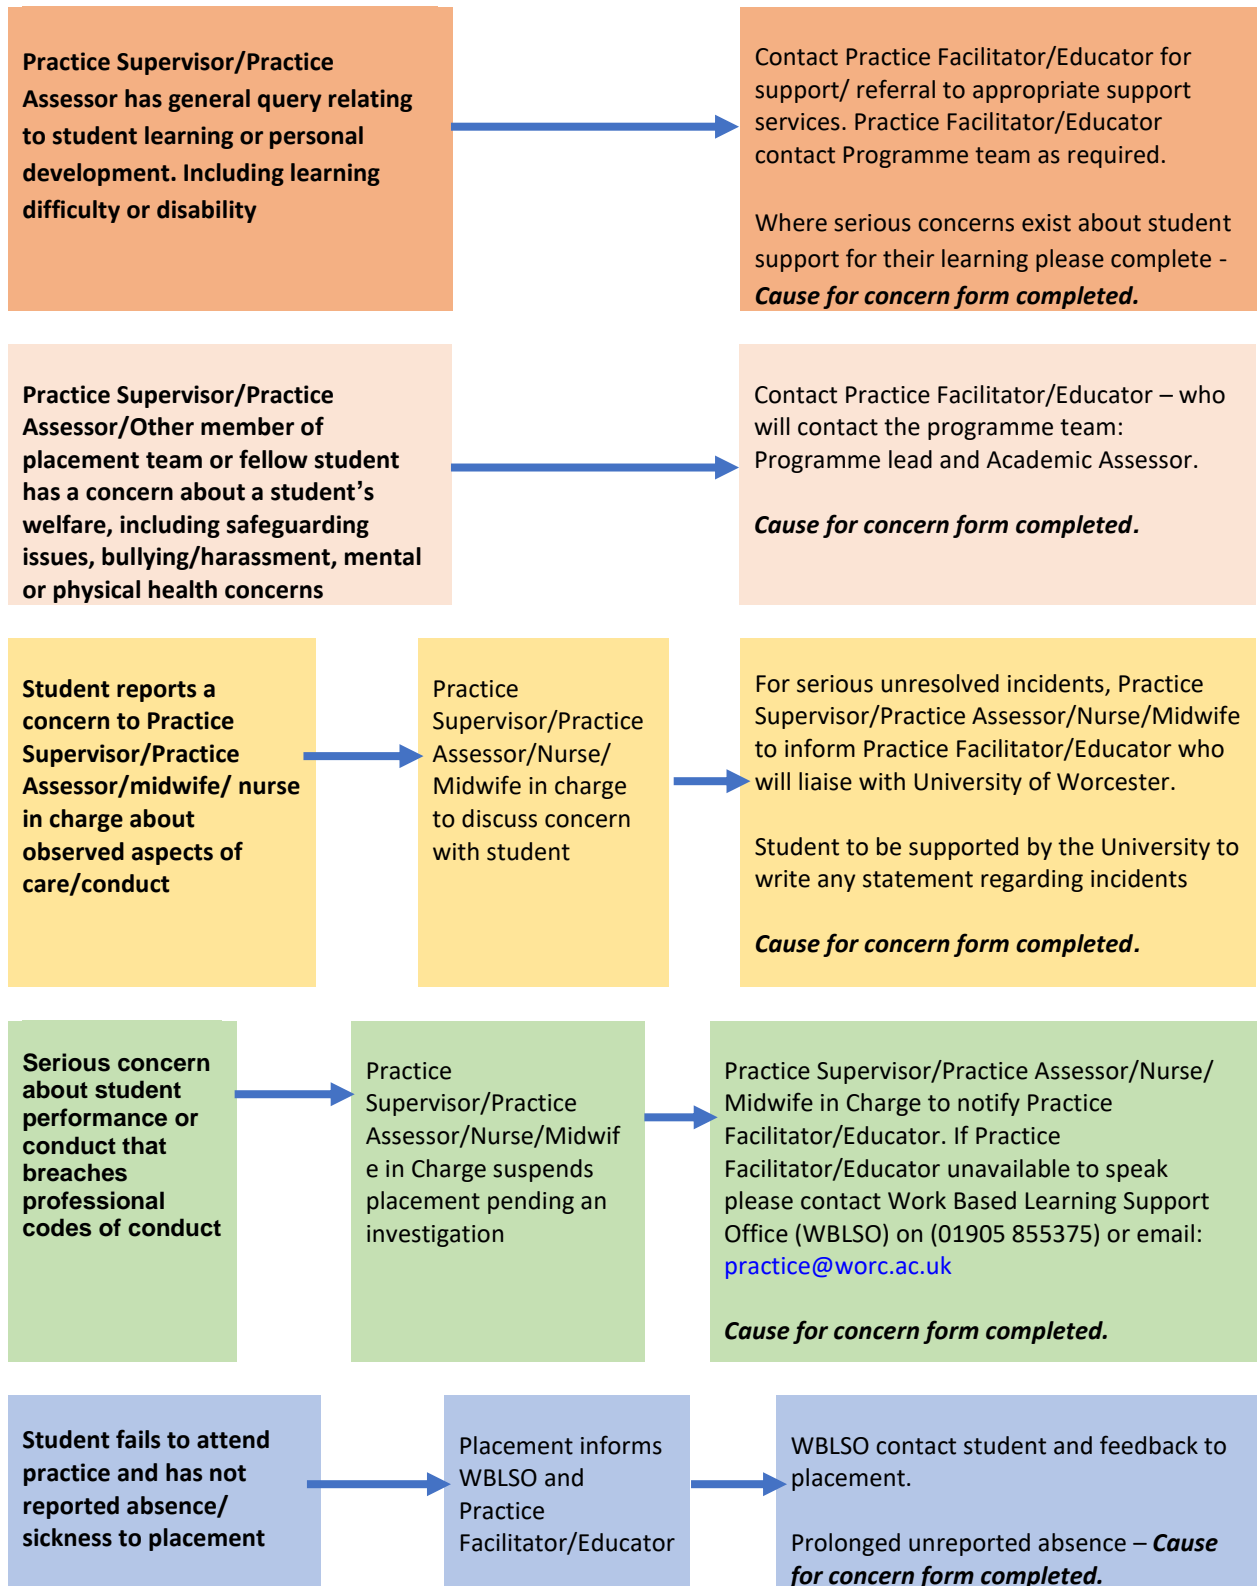 Practice Supervisor/Practice
Assessor has general query relating
to student learning or personal
development. Including learning
difficulty or disability
Contact Practice Facilitator/Educator for
support/ referral to appropriate support
services. Practice Facilitator/Educator
contact Programme team as required.
Where serious concerns exist about student
support for their learning please complete -
Cause for concern form completed.
Practice Supervisor/Practice
Assessor/Other member of
placement team or fellow student
has a concern about a student’s
welfare, including safeguarding
issues, bullying/harassment, mental
or physical health concerns
Contact Practice Facilitator/Educator – who
will contact the programme team:
Programme lead and Academic Assessor.
Cause for concern form completed.
Student reports a
concern to Practice
Supervisor/Practice
Assessor/midwife/ nurse
in charge about
observed aspects of
care/conduct
Practice
Supervisor/Practice
Assessor/Nurse/
Midwife in charge
to discuss concern
with student
For serious unresolved incidents, Practice
Supervisor/Practice Assessor/Nurse/Midwife
to inform Practice Facilitator/Educator who
will liaise with University of Worcester.
Student to be supported by the University to
write any statement regarding incidents
Cause for concern form completed.
Serious concern
about student
performance or
conduct that
breaches
professional
codes of conduct
Practice
Supervisor/Practice
Assessor/Nurse/Midwif
e in Charge suspends
placement pending an
investigation
Practice Supervisor/Practice Assessor/Nurse/
Midwife in Charge to notify Practice
Facilitator/Educator. If Practice
Facilitator/Educator unavailable to speak
please contact Work Based Learning Support
Office (WBLSO) on (01905 855375) or email:
practice@worc.ac.uk
Cause for concern form completed.
Student fails to attend
practice and has not
reported absence/
sickness to placement
Placement informs
WBLSO and
Practice
Facilitator/Educator
WBLSO contact student and feedback to
placement.
Prolonged unreported absence – Cause
for concern form completed.